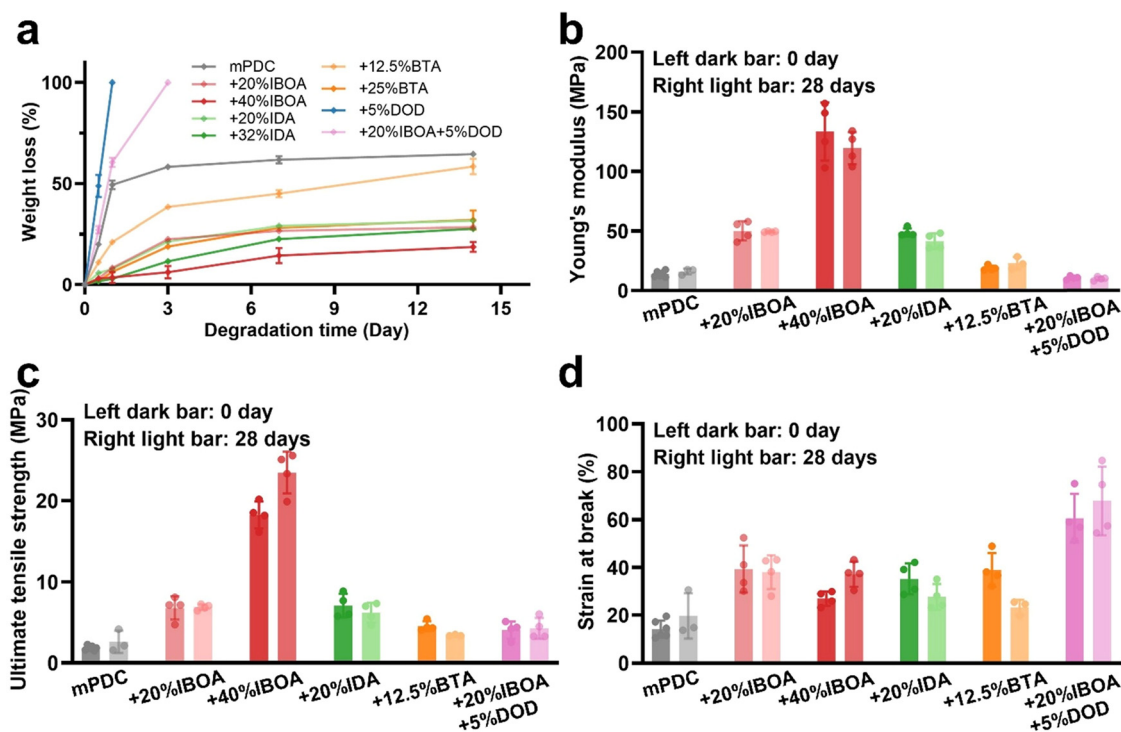 a
Weight loss (%)
100
50
0
0
3
6
9
12
15
Degradation time (Day)
mPDC
+20%IBOA
+40%IBOA
+20%IDA
+32%IDA
+12.5%BTA
+25%BTA
+5%DOD
+20%IBOA+5%DOD
b
Young's modulus (MPa)
200
150
100
50
0
Left dark bar: 0 day
Right light bar: 28 days
mPDC
+20%IBOA
+40%IBOA
+20%IDA
+12.5%BTA
+20%IBOA
+5%DOD
c
Ultimate tensile strength (MPa)
30
20
10
0
Left dark bar: 0 day
Right light bar: 28 days
mPDC
+20%IBOA
+40%IBOA
+20%IDA
+12.5%BTA
+20%IBOA
+5%DOD
d
Strain at break (%)
100
80
60
40
20
0
Left dark bar: 0 day
Right light bar: 28 days
mPDC
+20%IBOA
+40%IBOA
+20%IDA
+12.5%BTA
+20%IBOA
+5%DOD